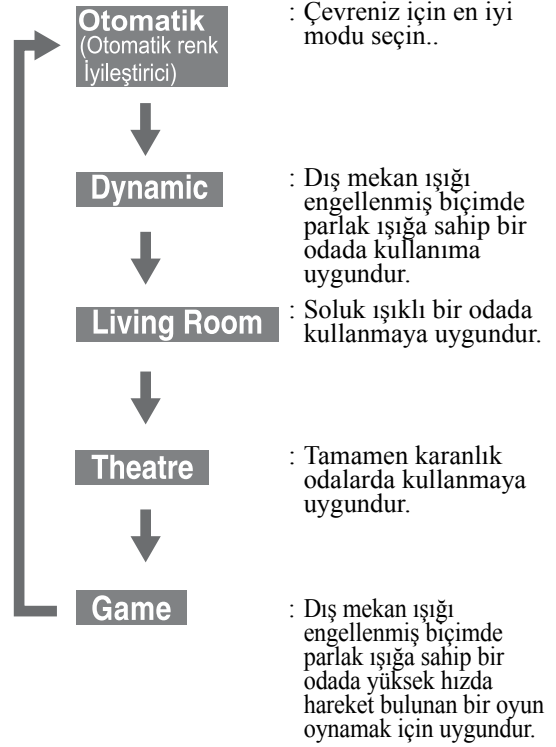 Otomatik
(Otomatik renk
İyileştirici)
: Çevreniz için en iyi
modu seçin..
Dynamic
: Dış mekan ışığı
engellenmiş biçimde
parlak ışığa sahip bir
odada kullanıma
uygundur.
Living Room
: Soluk ışıklı bir odada
kullanmaya uygundur.
Theatre
: Tamamen karanlık
odalarda kullanmaya
uygundur.
Game
: Dış mekan ışığı
engellenmiş biçimde
parlak ışığa sahip bir
odada yüksek hızda
hareket bulunan bir oyun
oynamak için uygundur.